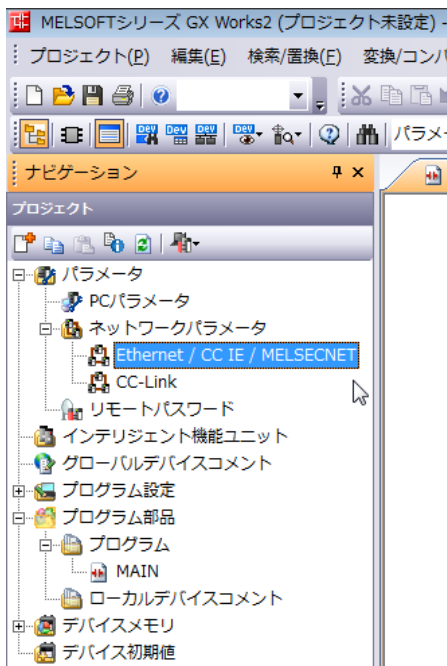 MELSOFTシリーズ GX Works2 (プロジェクト未設定) -
プロジェクト(P) 編集(E) 検索/置換(F) 変換/コンパ
DEV DEV DEV DEV パラメー
ナビゲーション
プロジェクト
パラメータ
PCパラメータ
ネットワークパラメータ
Ethernet / CC IE / MELSECNET
CC-Link
リモートパスワード
インテリジェント機能ユニット
グローバルデバイスコメント
プログラム設定
プログラム部品
プログラム
MAIN
ローカルデバイスコメント
デバイスメモリ
デバイス初期値